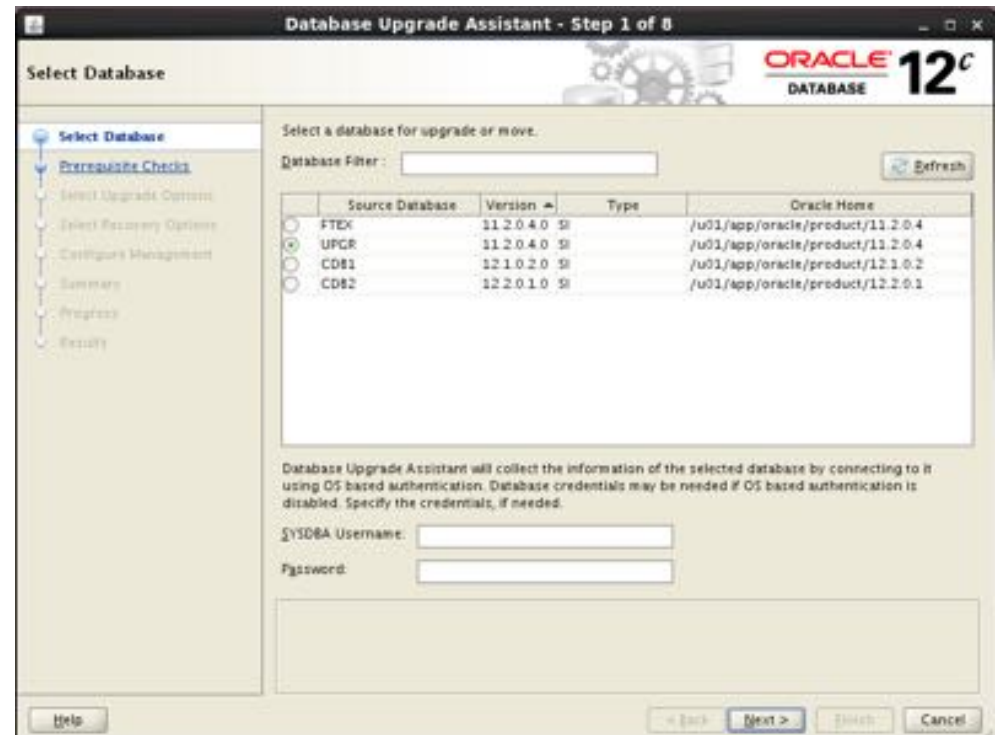 Database Upgrade Assistant - Step 1 of 8
Select Database
ORACLE 12c
DATABASE
Select Database
Prerequisite Checks
Select Upgrade Options
Select Recovery Options
Configure Management
Summary
Progress
Results
Select a database for upgrade or move.
Database Filter :
Refresh
Source Database Version Type Oracle Home
FTEX 11.2.0.4.0 SI /u01/app/oracle/product/11.2.0.4
UPGR 11.2.0.4.0 SI /u01/app/oracle/product/11.2.0.4
CDB1 12.1.0.2.0 SI /u01/app/oracle/product/12.1.0.2
CDB2 12.2.0.1.0 SI /u01/app/oracle/product/12.2.0.1
Database Upgrade Assistant will collect the information of the selected database by connecting to it
using OS based authentication. Database credentials may be needed if OS based authentication is
disabled. Specify the credentials, if needed.
SYSDBA Username:
Password:
Help
< Back Next > Finish Cancel